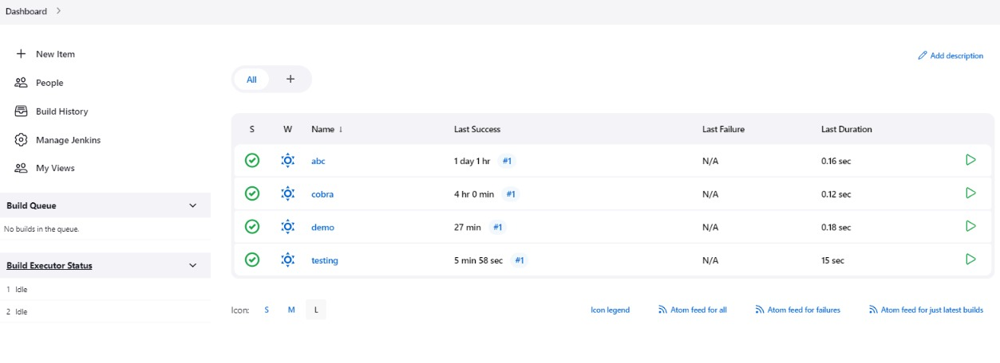 Dashboard
New Item
People
Build History
Manage Jenkins
My Views
Build Queue
No builds in the queue.
Build Executor Status
1 Idle
2 Idle
Add description
All
S W Name ↓ Last Success Last Failure Last Duration
abc 1 day 1 hr #1 N/A 0.16 sec
cobra 4 hr 0 min #1 N/A 0.12 sec
demo 27 min #1 N/A 0.18 sec
testing 5 min 58 sec #1 N/A 15 sec
Icon: S M L
Icon legend Atom feed for all Atom feed for failures Atom feed for just latest builds